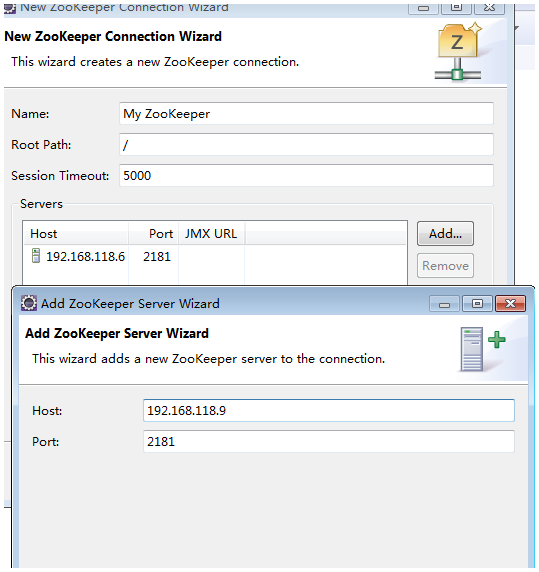 New ZooKeeper Connection Wizard
New ZooKeeper Connection Wizard
This wizard creates a new ZooKeeper connection.
Z
Name: My ZooKeeper
Root Path: /
Session Timeout: 5000
Servers
Host Port JMX URL
Add...
192.168.118.6 2181
Remove
Add ZooKeeper Server Wizard
Add ZooKeeper Server Wizard
This wizard adds a new ZooKeeper server to the connection.
Host: 192.168.118.9
Port: 2181